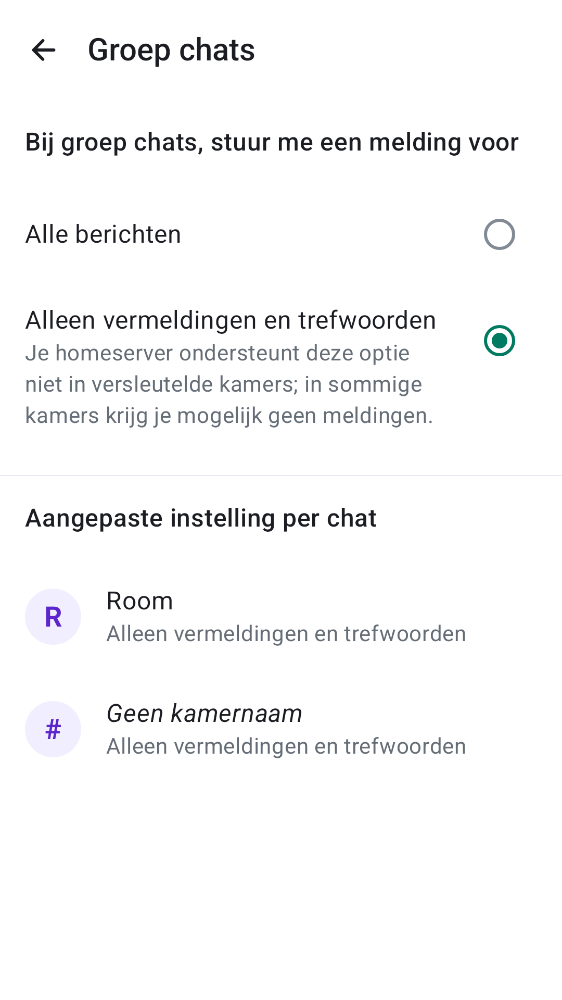 Groep chats
Bij groep chats, stuur me een melding voor
Alle berichten
Alleen vermeldingen en trefwoorden
Je homeserver ondersteunt deze optie
niet in versleutelde kamers; in sommige
kamers krijg je mogelijk geen meldingen.
Aangepaste instelling per chat
R
Room
Alleen vermeldingen en trefwoorden
#
Geen kamernaam
Alleen vermeldingen en trefwoorden